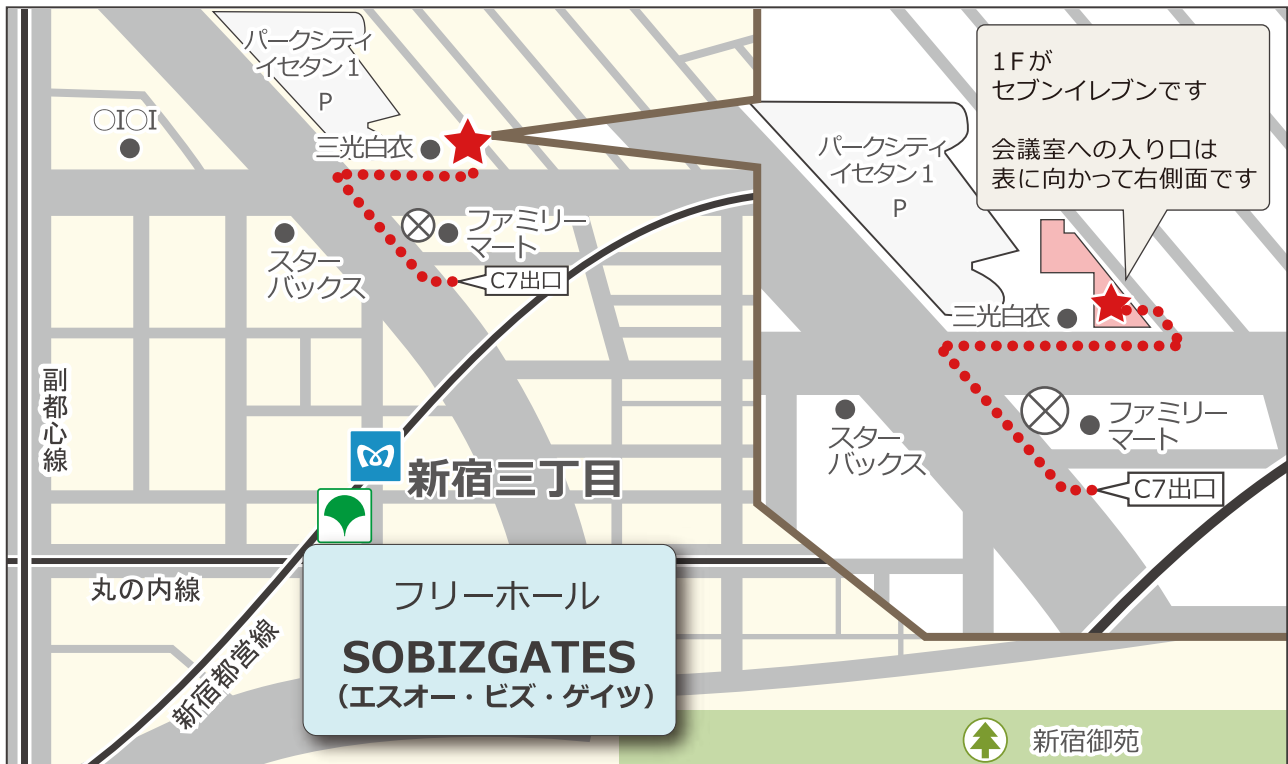 パークシティ
イセタン1
P
○I○I
三光白衣
ファミリー
マート
スター
バックス
C7出口
副都心線
新宿三丁目
丸の内線
新宿都営線
フリーホール
SOBIZGATES
（エスオー・ビズ・ゲイツ）
1Fが
セブンイレブンです
会議室への入り口は
表に向かって右側面です
パークシティ
イセタン1
P
三光白衣
ファミリー
マート
スター
バックス
C7出口
新宿御苑